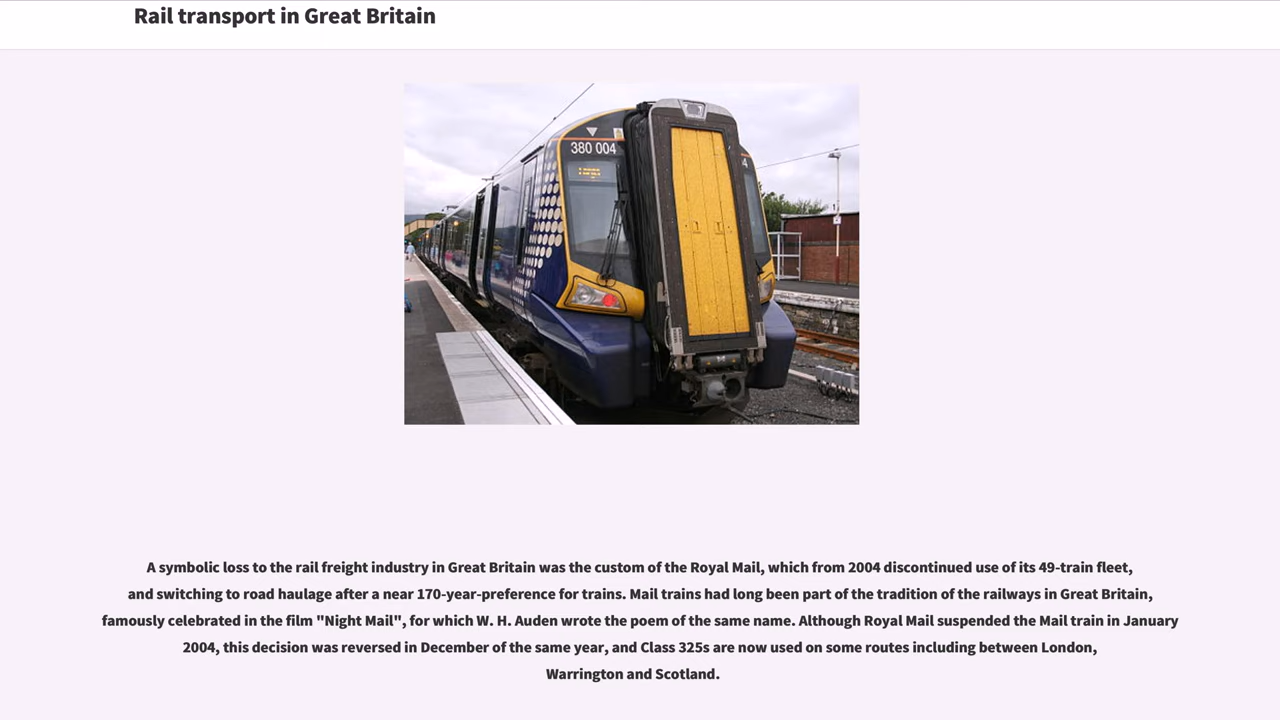 Rail transport in Great Britain
380 004
4
A symbolic loss to the rail freight industry in Great Britain was the custom of the Royal Mail, which from 2004 discontinued use of its 49-train fleet,
and switching to road haulage after a near 170-year-preference for trains. Mail trains had long been part of the tradition of the railways in Great Britain,
famously celebrated in the film "Night Mail", for which W. H. Auden wrote the poem of the same name. Although Royal Mail suspended the Mail train in January
2004, this decision was reversed in December of the same year, and Class 325s are now used on some routes including between London,
Warrington and Scotland.